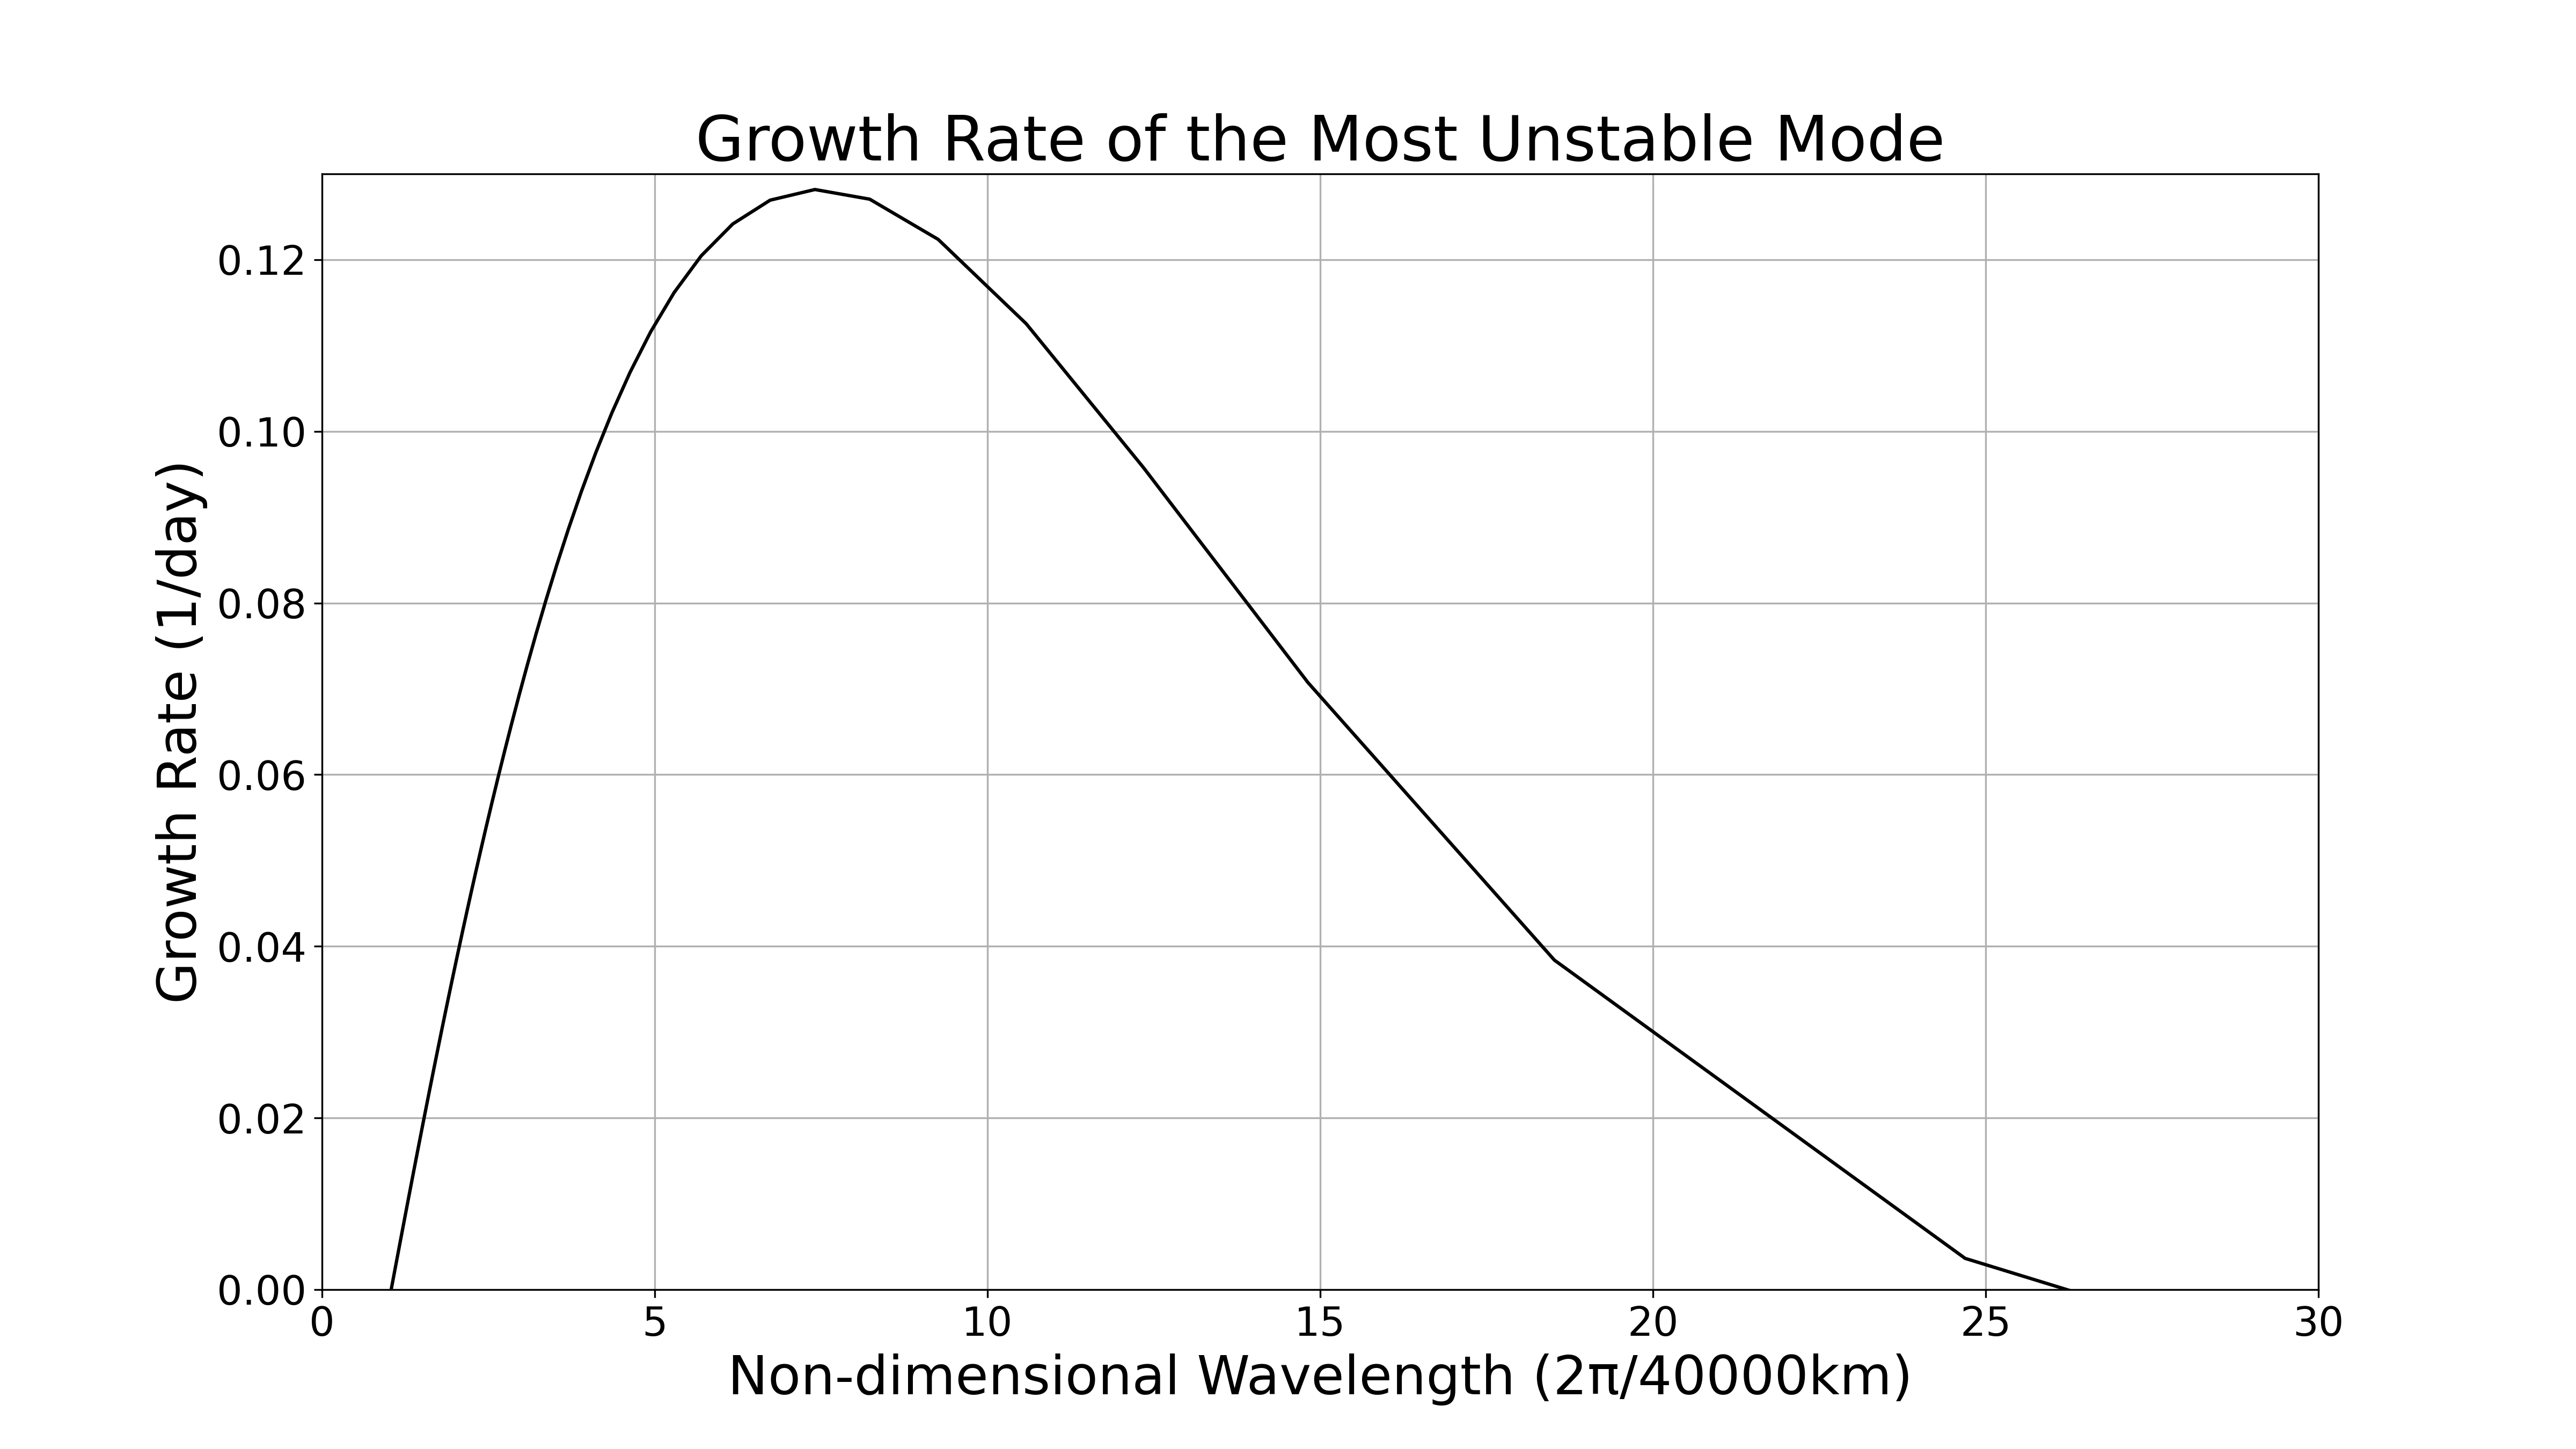 Growth Rate of the Most Unstable Mode
Growth Rate (1/day)
0.12
0.10
0.08
0.06
0.04
0.02
0.00
0 5 10 15 20 25 30
Non-dimensional Wavelength (2π/40000km)